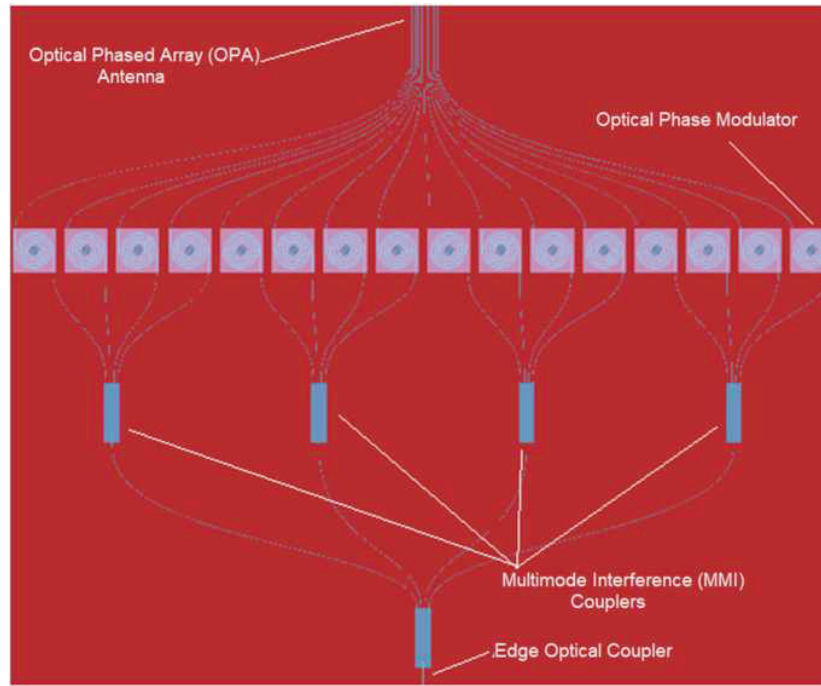 Optical Phased Array (OPA)
Antenna
Optical Phase Modulator
Multimode Interference (MMI)
Couplers
Edge Optical Coupler